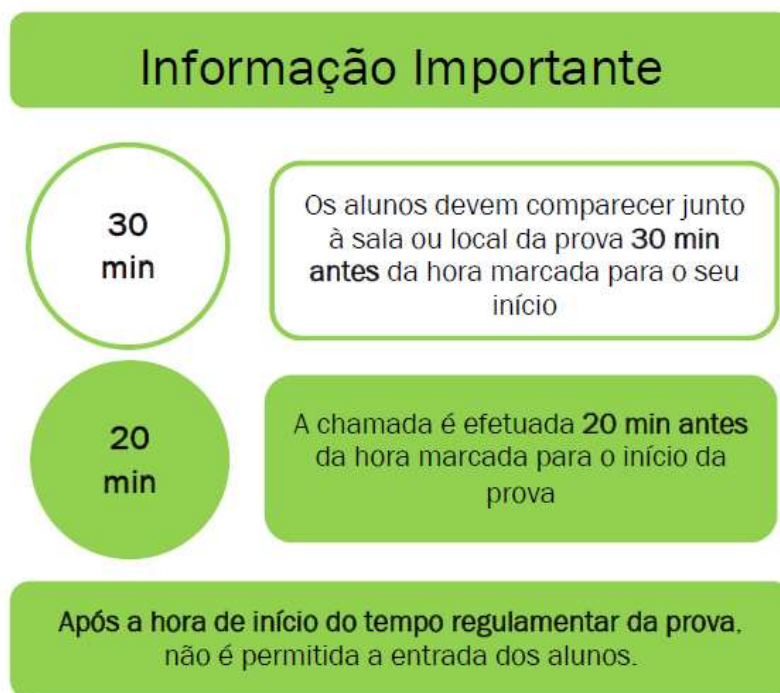 Informação Importante
30
min
Os alunos devem comparecer junto
à sala ou local da prova 30 min
antes da hora marcada para o seu
início
20
min
A chamada é efetuada 20 min antes
da hora marcada para o início da
prova
Após a hora de início do tempo regulamentar da prova,
não é permitida a entrada dos alunos.